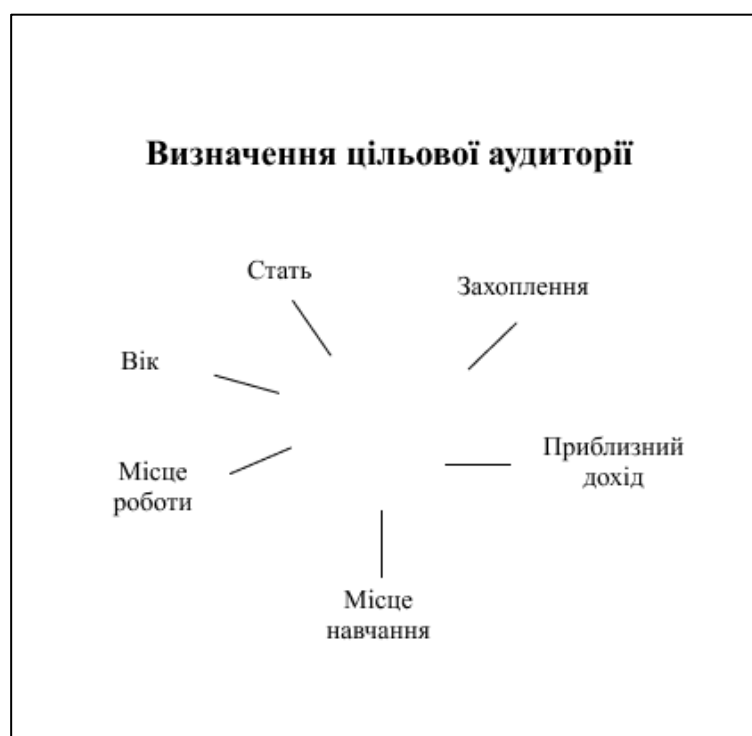 Визначення цільової аудиторії
Стать
Захоплення
Вік
Приблизний
дохід
Місце
роботи
Місце
навчання